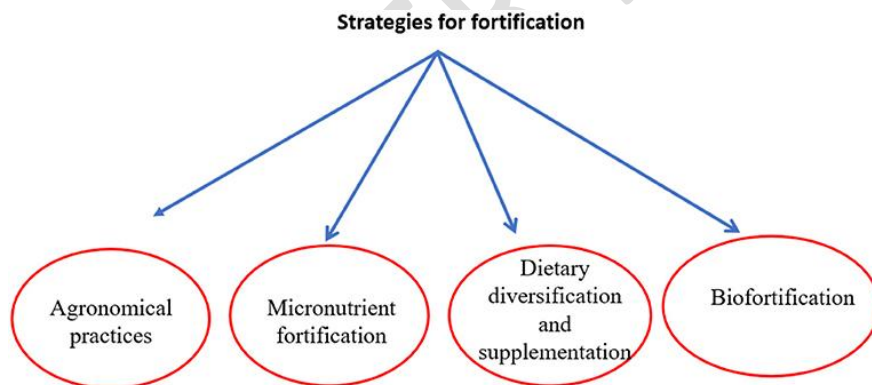 Strategies for fortification
Agronomical
practices
Micronutrient
fortification
Dietary
diversification
and
supplementation
Biofortification